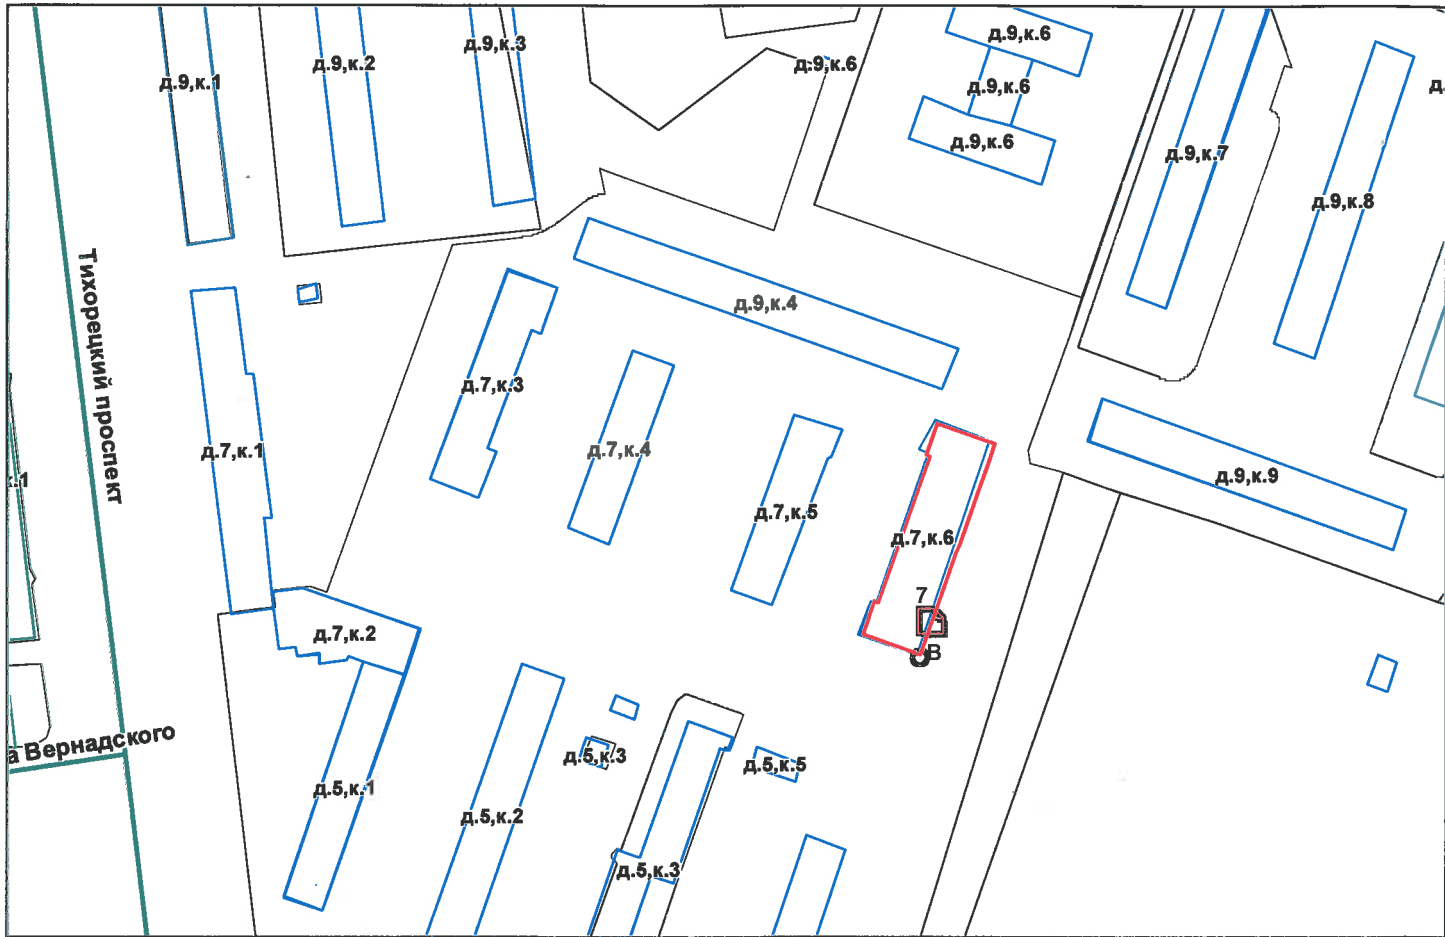 д.9,к.6
д.9,к.3
д.9,к.2
д.9,к.6
д.9,к.1
д.9,к.6
д.
д.9,к.6
д.9,к.7
д.9,к.8
Тихорецкий проспект
д.9,к.4
д.7,к.3
д.7,к.1
д.7,к.4
к.1
д.9,к.9
д.7,к.5
д.7,к.6
7
д.7,к.2
В
а Вернадского
д.5,к.3
д.5,к.5
д.5,к.1
д.5,к.2
д.5,к.3